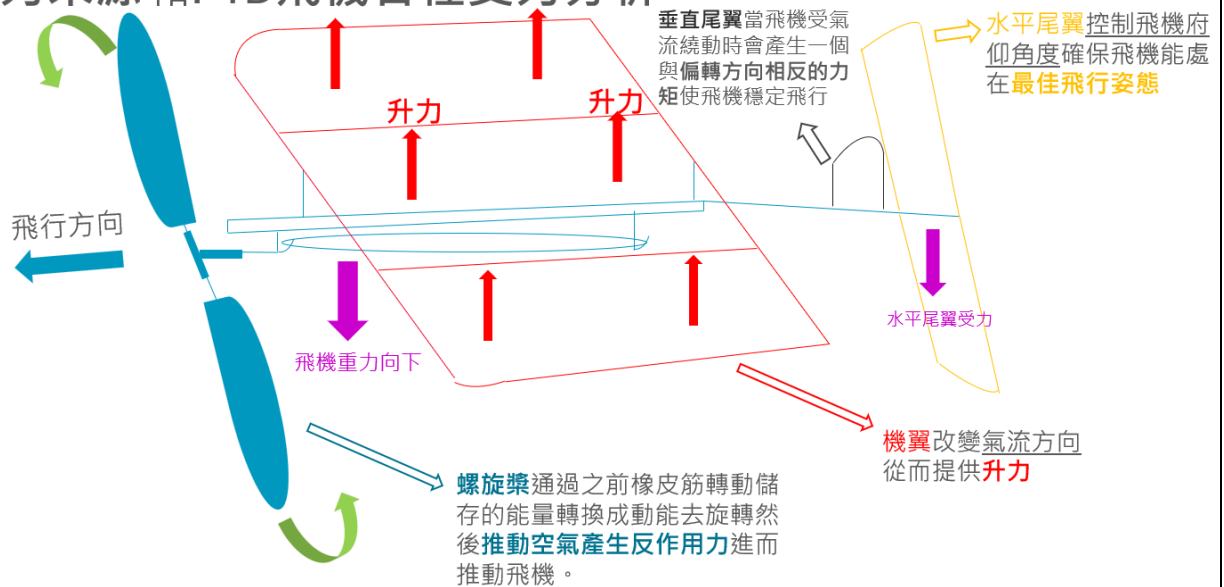 垂直尾翼當飛機受氣
流繞動時會產生一個
與偏轉方向相反的力
矩使飛機穩定飛行
水平尾翼控制飛機府
仰角度確保飛機能處
在最佳飛行姿態
升力
升力
飛行方向
水平尾翼受力
飛機重力向下
機翼改變氣流方向
從而提供升力
螺旋槳通過之前橡皮筋轉動儲
存的能量轉換成動能去旋轉然
後推動空氣產生反作用力進而
推動飛機。